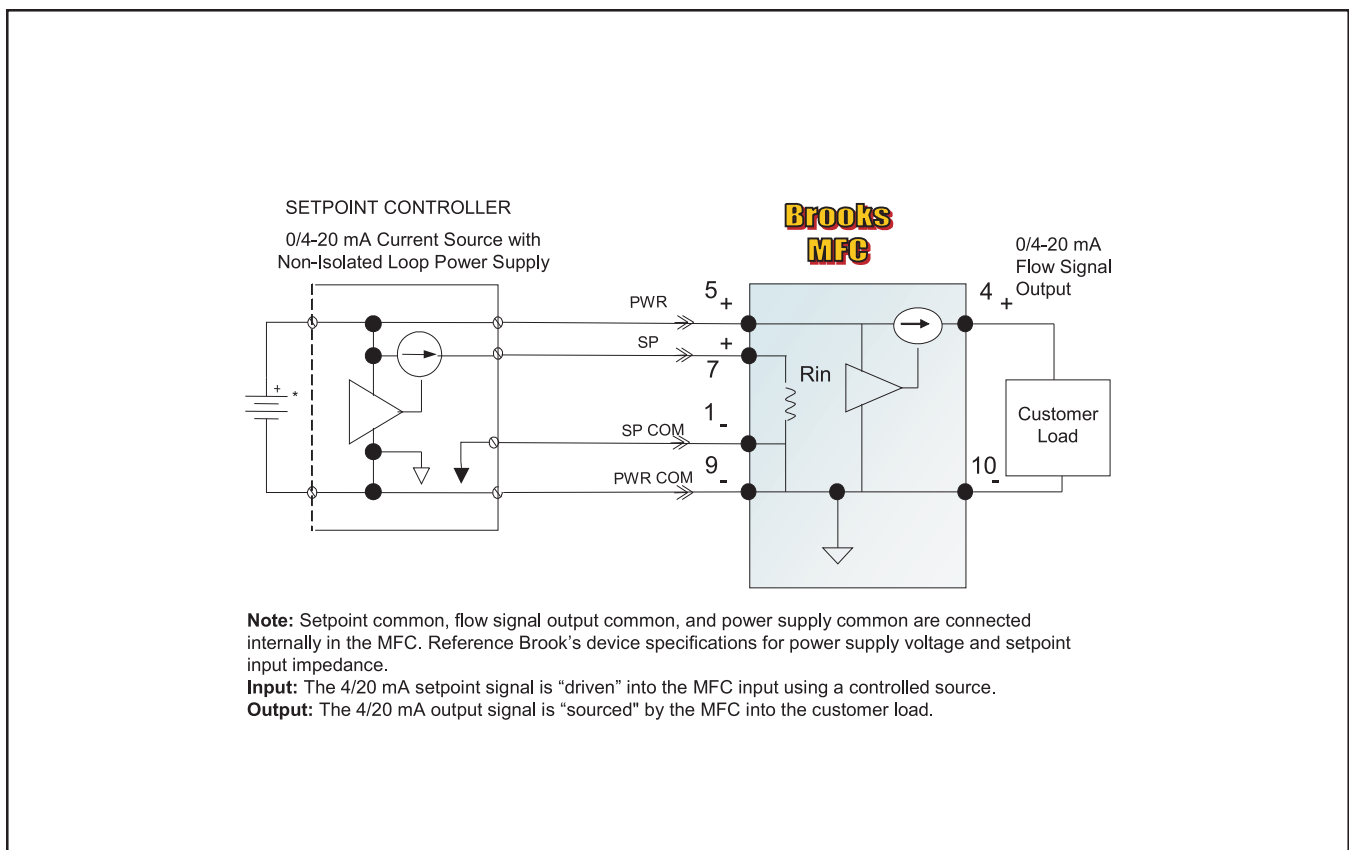 SETPOINT CONTROLLER
0/4-20 mA Current Source with
Non-Isolated Loop Power Supply
Brooks
MFC
0/4-20 mA
Flow Signal
Output
PWR
5
+
4
+
SP
+
7
Rin
+
*
1
-
SP COM
Customer
Load
PWR COM
9
-
10
-
Note: Setpoint common, flow signal output common, and power supply common are connected
internally in the MFC. Reference Brook's device specifications for power supply voltage and setpoint
input impedance.
Input: The 4/20 mA setpoint signal is “driven” into the MFC input using a controlled source.
Output: The 4/20 mA output signal is “sourced" by the MFC into the customer load.